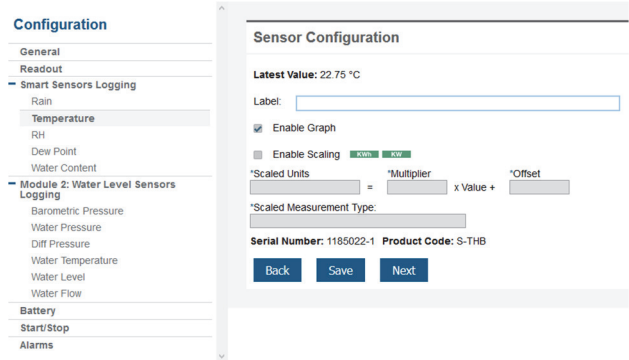 Configuration
General
Readout
Smart Sensors Logging
Rain
Temperature
RH
Dew Point
Water Content
Module 2: Water Level Sensors
Logging
Barometric Pressure
Water Pressure
Diff Pressure
Water Temperature
Water Level
Water Flow
Battery
Start/Stop
Alarms
Sensor Configuration
Latest Value: 22.75 °C
Label:
Enable Graph
Enable Scaling KWh KW
*Scaled Units *Multiplier *Offset
= x Value +
*Scaled Measurement Type:
Serial Number: 1185022-1 Product Code: S-THB
Back Save Next